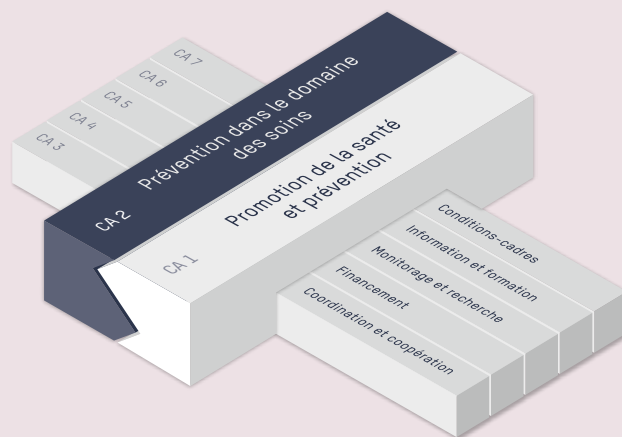 CA 7
CA 6
CA 5
CA 4
CA 3
CA 2
Prévention dans le domaine
des soins
CA 1
Promotion de la santé
et prévention
Conditions-cadres
Information et formation
Monitorage et recherche
Financement
Coordination et coopération